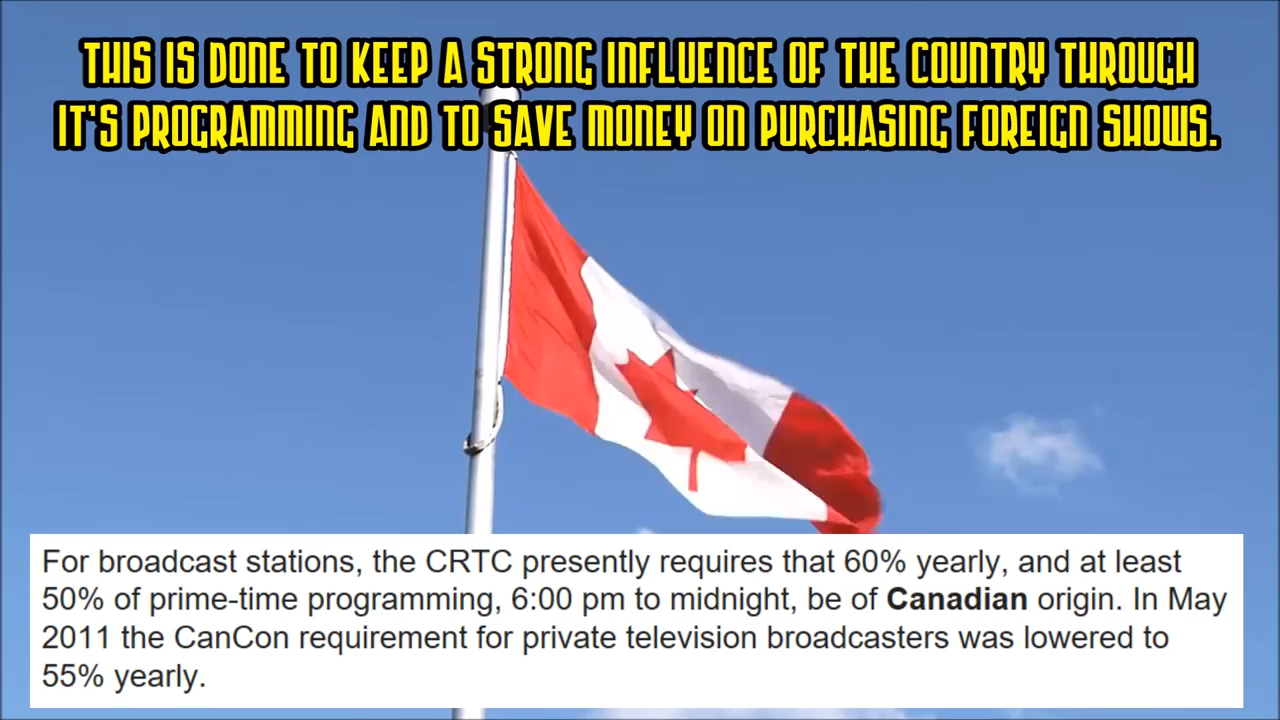 THIS IS DONE TO KEEP A STRONG INFLUENCE OF THE COUNTRY THROUGH
IT'S PROGRAMMING AND TO SAVE MONEY ON PURCHASING FOREIGN SHOWS.
For broadcast stations, the CRTC presently requires that 60% yearly, and at least
50% of prime-time programming, 6:00 pm to midnight, be of Canadian origin. In May
2011 the CanCon requirement for private television broadcasters was lowered to
55% yearly.